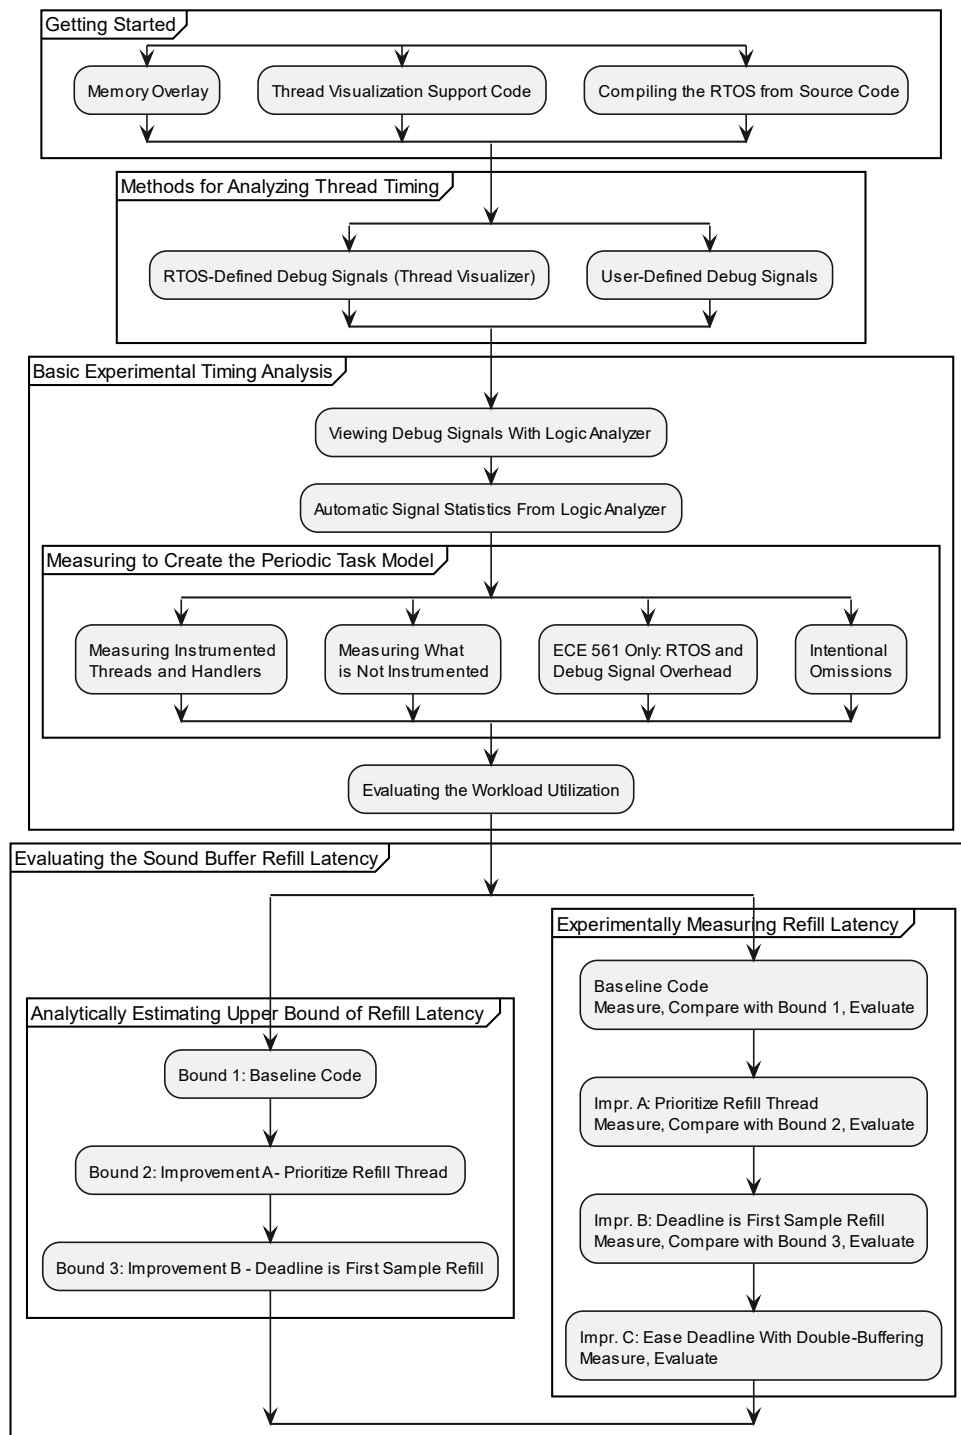 Getting Started
Memory Overlay
Thread Visualization Support Code
Compiling the RTOS from Source Code
Methods for Analyzing Thread Timing
RTOS-Defined Debug Signals (Thread Visualizer)
User-Defined Debug Signals
Basic Experimental Timing Analysis
Viewing Debug Signals With Logic Analyzer
Automatic Signal Statistics From Logic Analyzer
Measuring to Create the Periodic Task Model
Measuring Instrumented
Threads and Handlers
Measuring What
is Not Instrumented
ECE 561 Only: RTOS and
Debug Signal Overhead
Intentional
Omissions
Evaluating the Workload Utilization
Evaluating the Sound Buffer Refill Latency
Analytically Estimating Upper Bound of Refill Latency
Bound 1: Baseline Code
Bound 2: Improvement A - Prioritize Refill Thread
Bound 3: Improvement B - Deadline is First Sample Refill
Experimentally Measuring Refill Latency
Baseline Code
Measure, Compare with Bound 1, Evaluate
Impr. A: Prioritize Refill Thread
Measure, Compare with Bound 2, Evaluate
Impr. B: Deadline is First Sample Refill
Measure, Compare with Bound 3, Evaluate
Impr. C: Ease Deadline With Double-Buffering
Measure, Evaluate